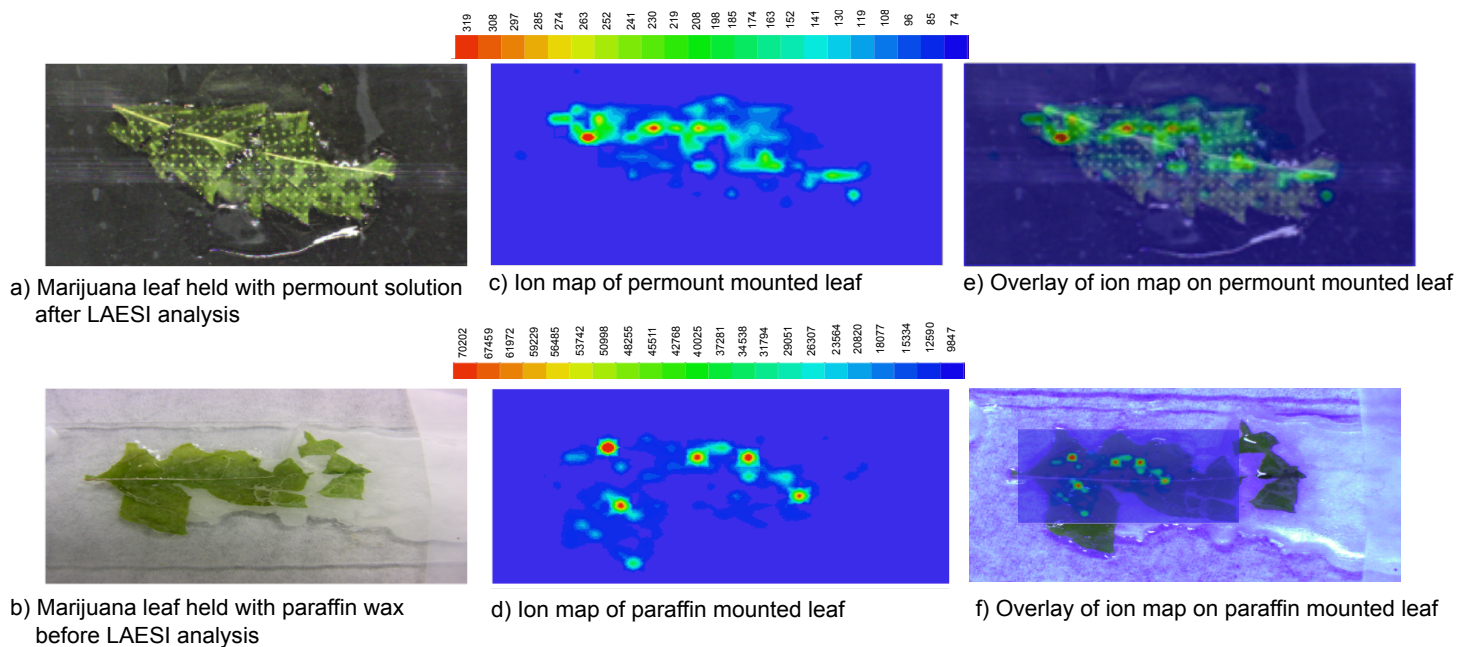 319 308 297 285 274 263 252 241 230 219 208 198 185 174 163 152 141 130 119 108 96 85 74
a) Marijuana leaf held with permount solution
after LAESI analysis
c) Ion map of permount mounted leaf
e) Overlay of ion map on permount mounted leaf
70202 67459 61972 59229 56485 53742 50998 48255 45511 42768 40025 37281 34538 31794 29051 26307 23564 20820 18077 15334 12590 9847
b) Marijuana leaf held with paraffin wax
before LAESI analysis
d) Ion map of paraffin mounted leaf
f) Overlay of ion map on paraffin mounted leaf